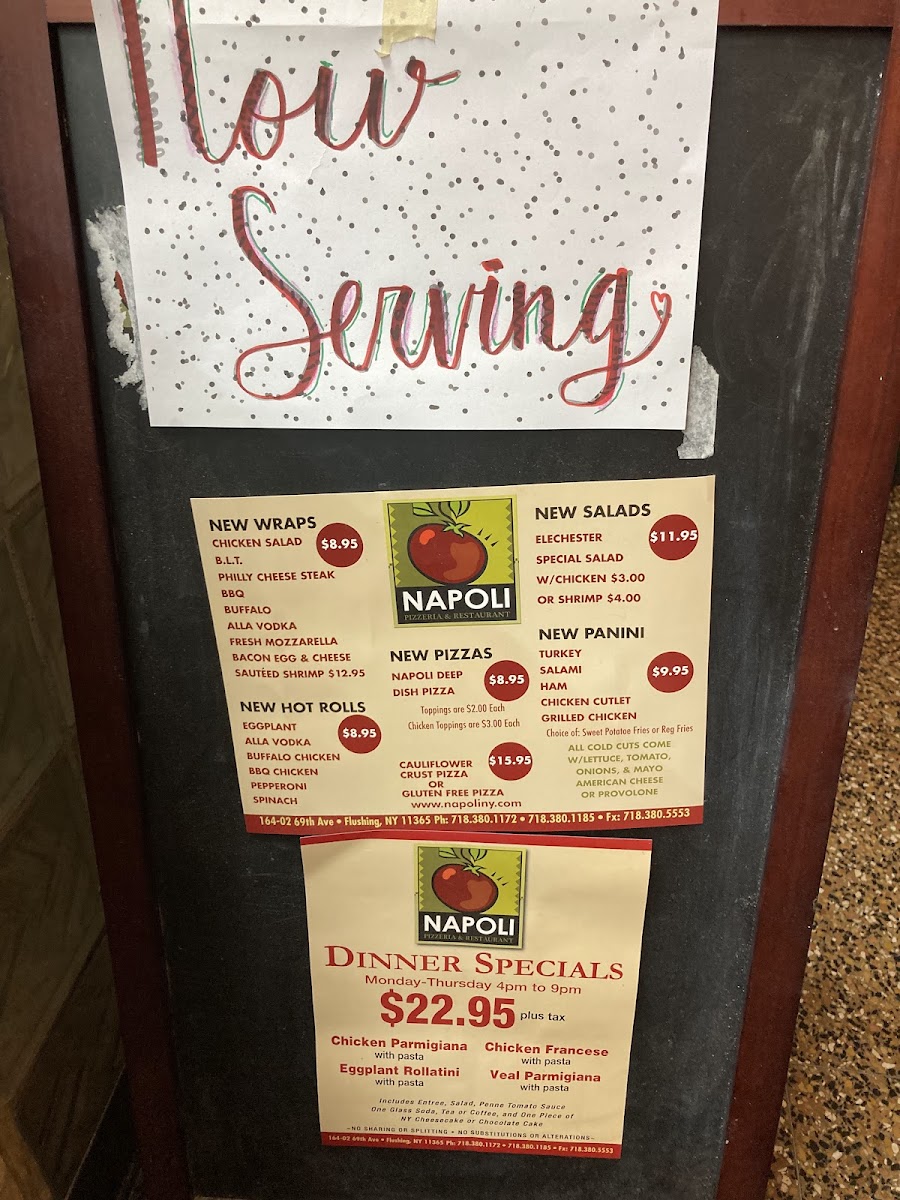 Now
Serving
NEW WRAPS
CHICKEN SALAD
$8.95
B.L.T.
PHILLY CHEESE STEAK
BBQ
BUFFALO
ALLA VODKA
FRESH MOZZARELLA
BACON EGG & CHEESE
SAUTÉED SHRIMP $12.95
NEW HOT ROLLS
EGGPLANT
$8.95
ALLA VODKA
BUFFALO CHICKEN
BBQ CHICKEN
PEPPERONI
SPINACH
NAPOLI
PIZZERIA & RESTAURANT
NEW PIZZAS
NAPOLI DEEP
DISH PIZZA
$8.95
Toppings are $2.00 Each
Chicken Toppings are $3.00 Each
CAULIFLOWER
CRUST PIZZA
OR
GLUTEN FREE PIZZA
$15.95
www.napoliny.com
NEW SALADS
ELECHESTER
$11.95
SPECIAL SALAD
W/CHICKEN $3.00
OR SHRIMP $4.00
NEW PANINI
TURKEY
SALAMI
$9.95
HAM
CHICKEN CUTLET
GRILLED CHICKEN
Choice of: Sweet Potatoe Fries or Reg Fries
ALL COLD CUTS COME
W/LETTUCE, TOMATO,
ONIONS, & MAYO
AMERICAN CHEESE
OR PROVOLONE
164-02 69th Ave • Flushing, NY 11365 Ph: 718.380.1172 • 718.380.1185 • Fx: 718.380.5553
NAPOLI
PIZZERIA & RESTAURANT
DINNER SPECIALS
Monday-Thursday 4pm to 9pm
$22.95 plus tax
Chicken Parmigiana
with pasta
Chicken Francese
with pasta
Eggplant Rollatini
with pasta
Veal Parmigiana
with pasta
Includes Entree, Salad, Penne Tomato Sauce
One Glass Soda, Tea or Coffee, and One Piece of
NY Cheesecake or Chocolate Cake
~NO SHARING OR SPLITTING • NO SUBSTITUTIONS OR ALTERATIONS~
164-02 69th Ave • Flushing, NY 11365 Ph: 718.380.1172 • 718.380.1185 • Fx: 718.380.5553